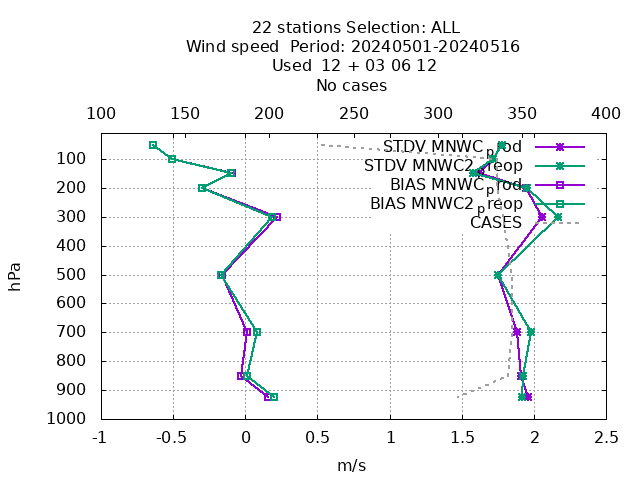 22 stations Selection: ALL
Wind speed  Period: 20240501-20240516
Used  12 + 03 06 12
No cases
100 150 200 250 300 350 400
STDV MNWC_prod
STDV MNWC2_preop
BIAS MNWC_prod
BIAS MNWC2_preop
CASES
100
200
300
400
500
600
700
800
900
1000
hPa
-1 -0.5 0 0.5 1 1.5 2 2.5
m/s